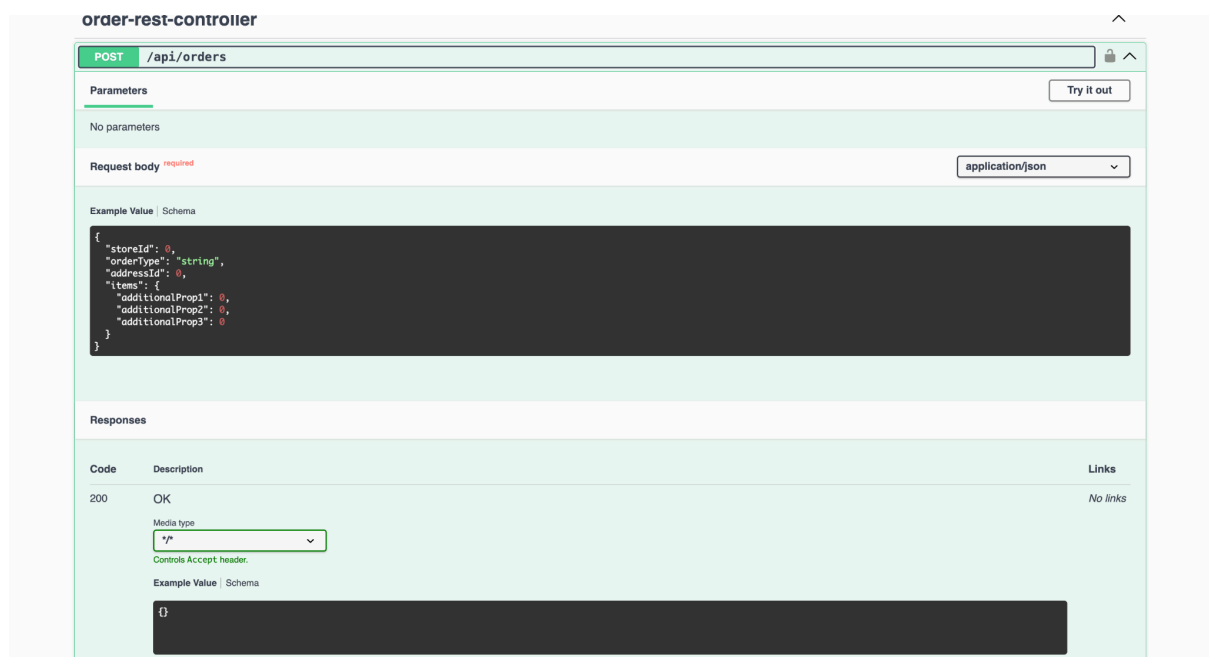 order-rest-controller
POST /api/orders
Parameters
Try it out
No parameters
Request body required
application/json
Example Value | Schema
{
  "storeId": 0,
  "orderType": "string",
  "addressId": 0,
  "items": {
    "additionalProp1": 0,
    "additionalProp2": 0,
    "additionalProp3": 0
  }
}
Responses
Code Description Links
200 OK No links
Media type
*/*
Controls Accept header.
Example Value | Schema
{}